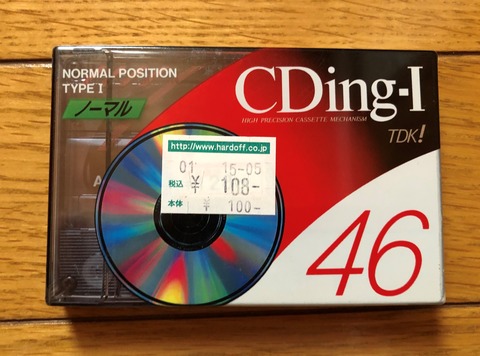 NORMAL POSITION
TYPE I
ノーマル
CDing-I
HIGH PRECISION CASSETTE MECHANISM
TDK!
http://www.hardoff.co.jp
01 15-05
税込 ¥ 108-
本体 ¥ 100-
A
46